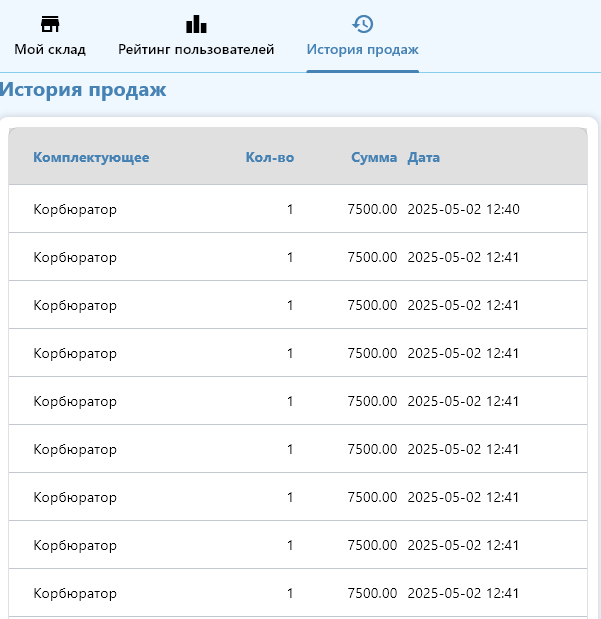 Мой склад Рейтинг пользователей История продаж
История продаж
Комплектующее Кол-во Сумма Дата
Корбюратор 1 7500.00 2025-05-02 12:40
Корбюратор 1 7500.00 2025-05-02 12:41
Корбюратор 1 7500.00 2025-05-02 12:41
Корбюратор 1 7500.00 2025-05-02 12:41
Корбюратор 1 7500.00 2025-05-02 12:41
Корбюратор 1 7500.00 2025-05-02 12:41
Корбюратор 1 7500.00 2025-05-02 12:41
Корбюратор 1 7500.00 2025-05-02 12:41
Корбюратор 1 7500.00 2025-05-02 12:41